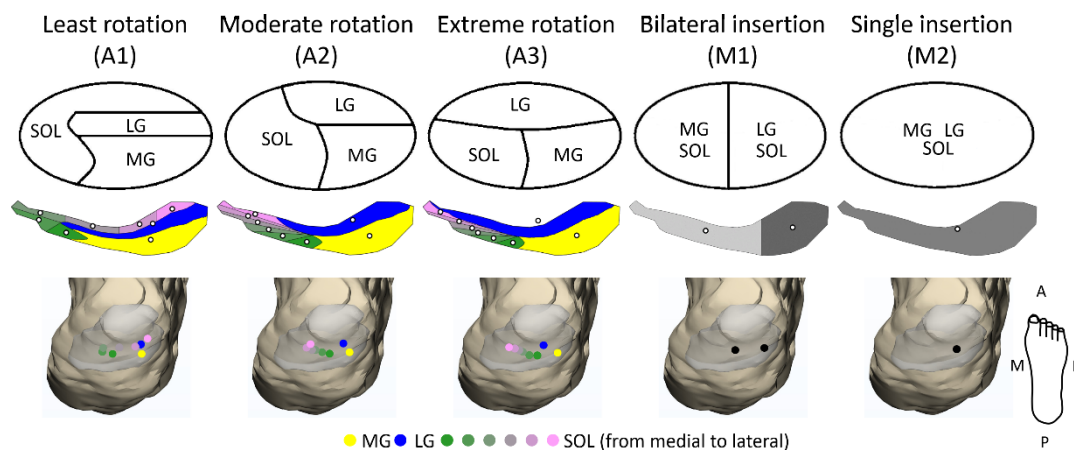 Least rotation
(A1)
Moderate rotation
(A2)
Extreme rotation
(A3)
Bilateral insertion
(M1)
Single insertion
(M2)
SOL
LG
MG
LG
SOL
MG
LG
SOL
MG
MG
SOL
LG
SOL
MG LG
SOL
A
M
P
MG
LG
SOL (from medial to lateral)